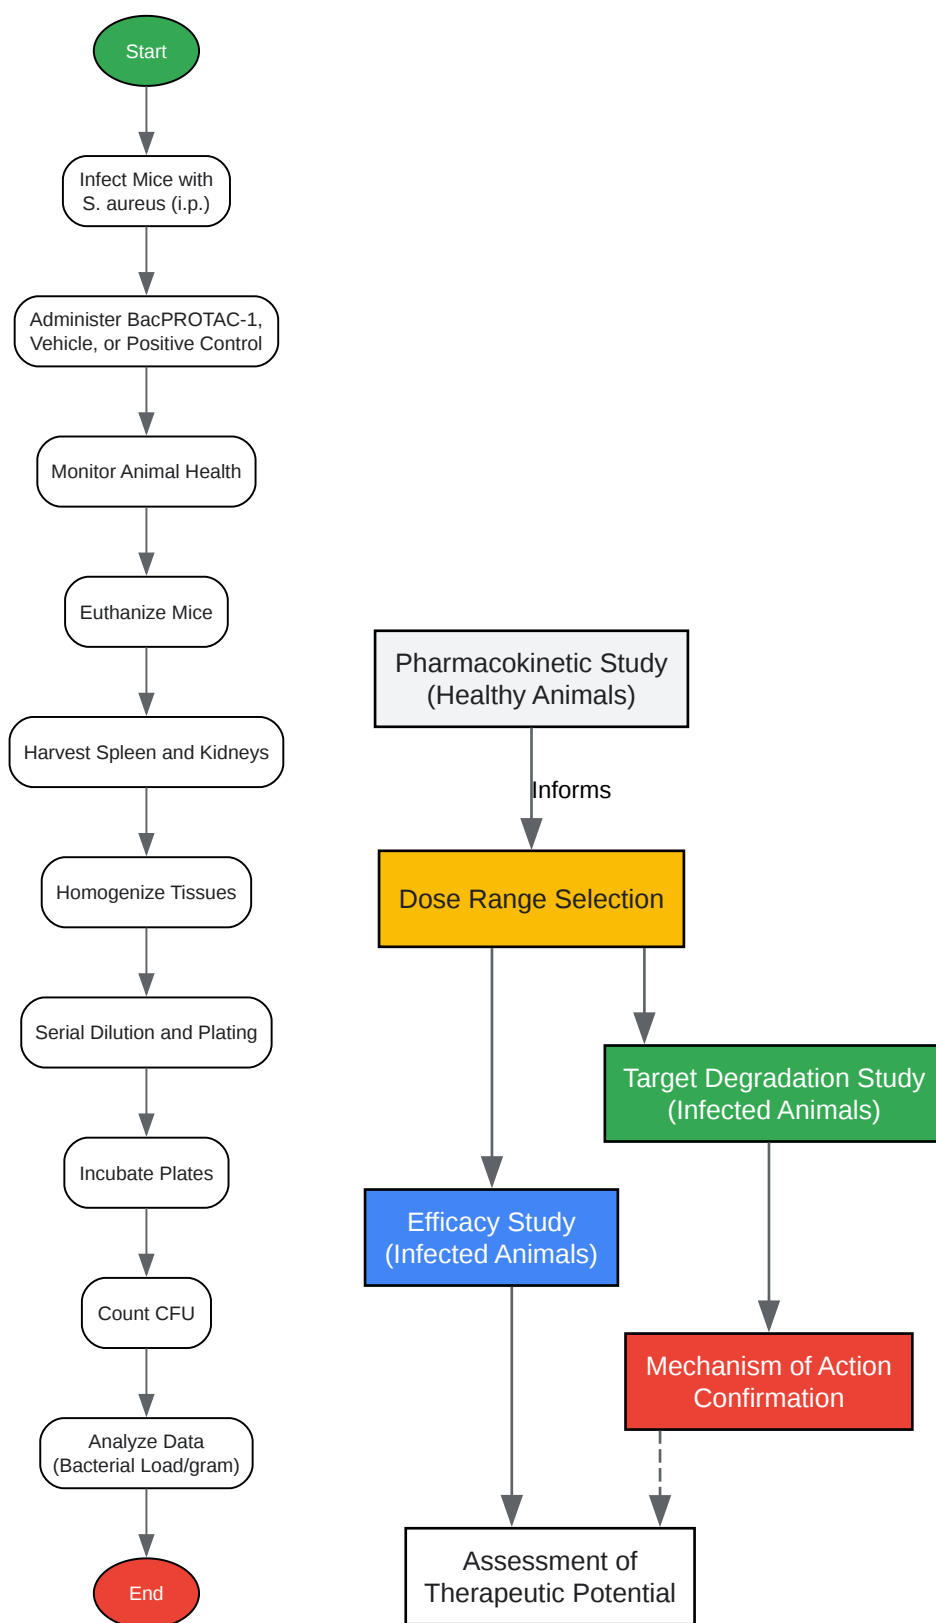 Start
Infect Mice with
S. aureus (i.p.)
Administer BacPROTAC-1,
Vehicle, or Positive Control
Monitor Animal Health
Euthanize Mice
Harvest Spleen and Kidneys
Homogenize Tissues
Serial Dilution and Plating
Incubate Plates
Count CFU
Analyze Data
(Bacterial Load/gram)
End
Pharmacokinetic Study
(Healthy Animals)
Informs
Dose Range Selection
Target Degradation Study
(Infected Animals)
Efficacy Study
(Infected Animals)
Mechanism of Action
Confirmation
Assessment of
Therapeutic Potential